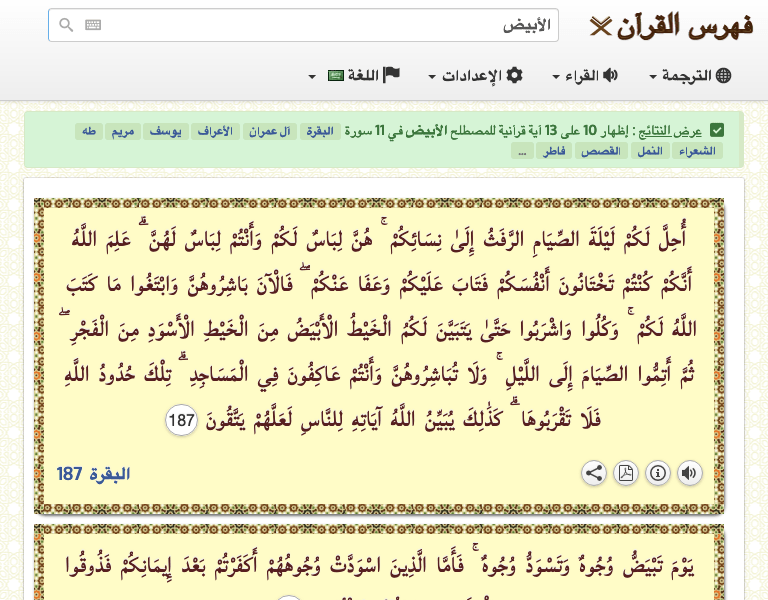 فهرس القرآن
الأبيض
الترجمة القراء الإعدادات اللغة
عرض النتائج : إظهار 10 على 13 آية قرآنية للمصطلح الأبيض في 11 سورة البقرة آل عمران الأعراف يوسف مريم طه
الشعراء النمل القصص فاطر ...
أُحِلَّ لَكُمْ لَيْلَةَ الصِّيَامِ الرَّفَثُ إِلَىٰ نِسَائِكُمْ ۚ هُنَّ لِبَاسٌ لَكُمْ وَأَنْتُمْ لِبَاسٌ لَهُنَّ ۗ عَلِمَ اللَّهُ
أَنَّكُمْ كُنْتُمْ تَخْتَانُونَ أَنْفُسَكُمْ فَتَابَ عَلَيْكُمْ وَعَفَا عَنْكُمْ ۖ فَالْآنَ بَاشِرُوهُنَّ وَابْتَغُوا مَا كَتَبَ
اللَّهُ لَكُمْ ۚ وَكُلُوا وَاشْرَبُوا حَتَّىٰ يَتَبَيَّنَ لَكُمُ الْخَيْطُ الْأَبْيَضُ مِنَ الْخَيْطِ الْأَسْوَدِ مِنَ الْفَجْرِ ۖ
ثُمَّ أَتِمُّوا الصِّيَامَ إِلَى اللَّيْلِ ۚ وَلَا تُبَاشِرُوهُنَّ وَأَنْتُمْ عَاكِفُونَ فِي الْمَسَاجِدِ ۗ تِلْكَ حُدُودُ اللَّهِ
فَلَا تَقْرَبُوهَا ۗ كَذَٰلِكَ يُبَيِّنُ اللَّهُ آيَاتِهِ لِلنَّاسِ لَعَلَّهُمْ يَتَّقُونَ 187
البقرة 187
يَوْمَ تَبْيَضُّ وُجُوهٌ وَتَسْوَدُّ وُجُوهٌ ۚ فَأَمَّا الَّذِينَ اسْوَدَّتْ وُجُوهُهُمْ أَكَفَرْتُمْ بَعْدَ إِيمَانِكُمْ فَذُوقُوا